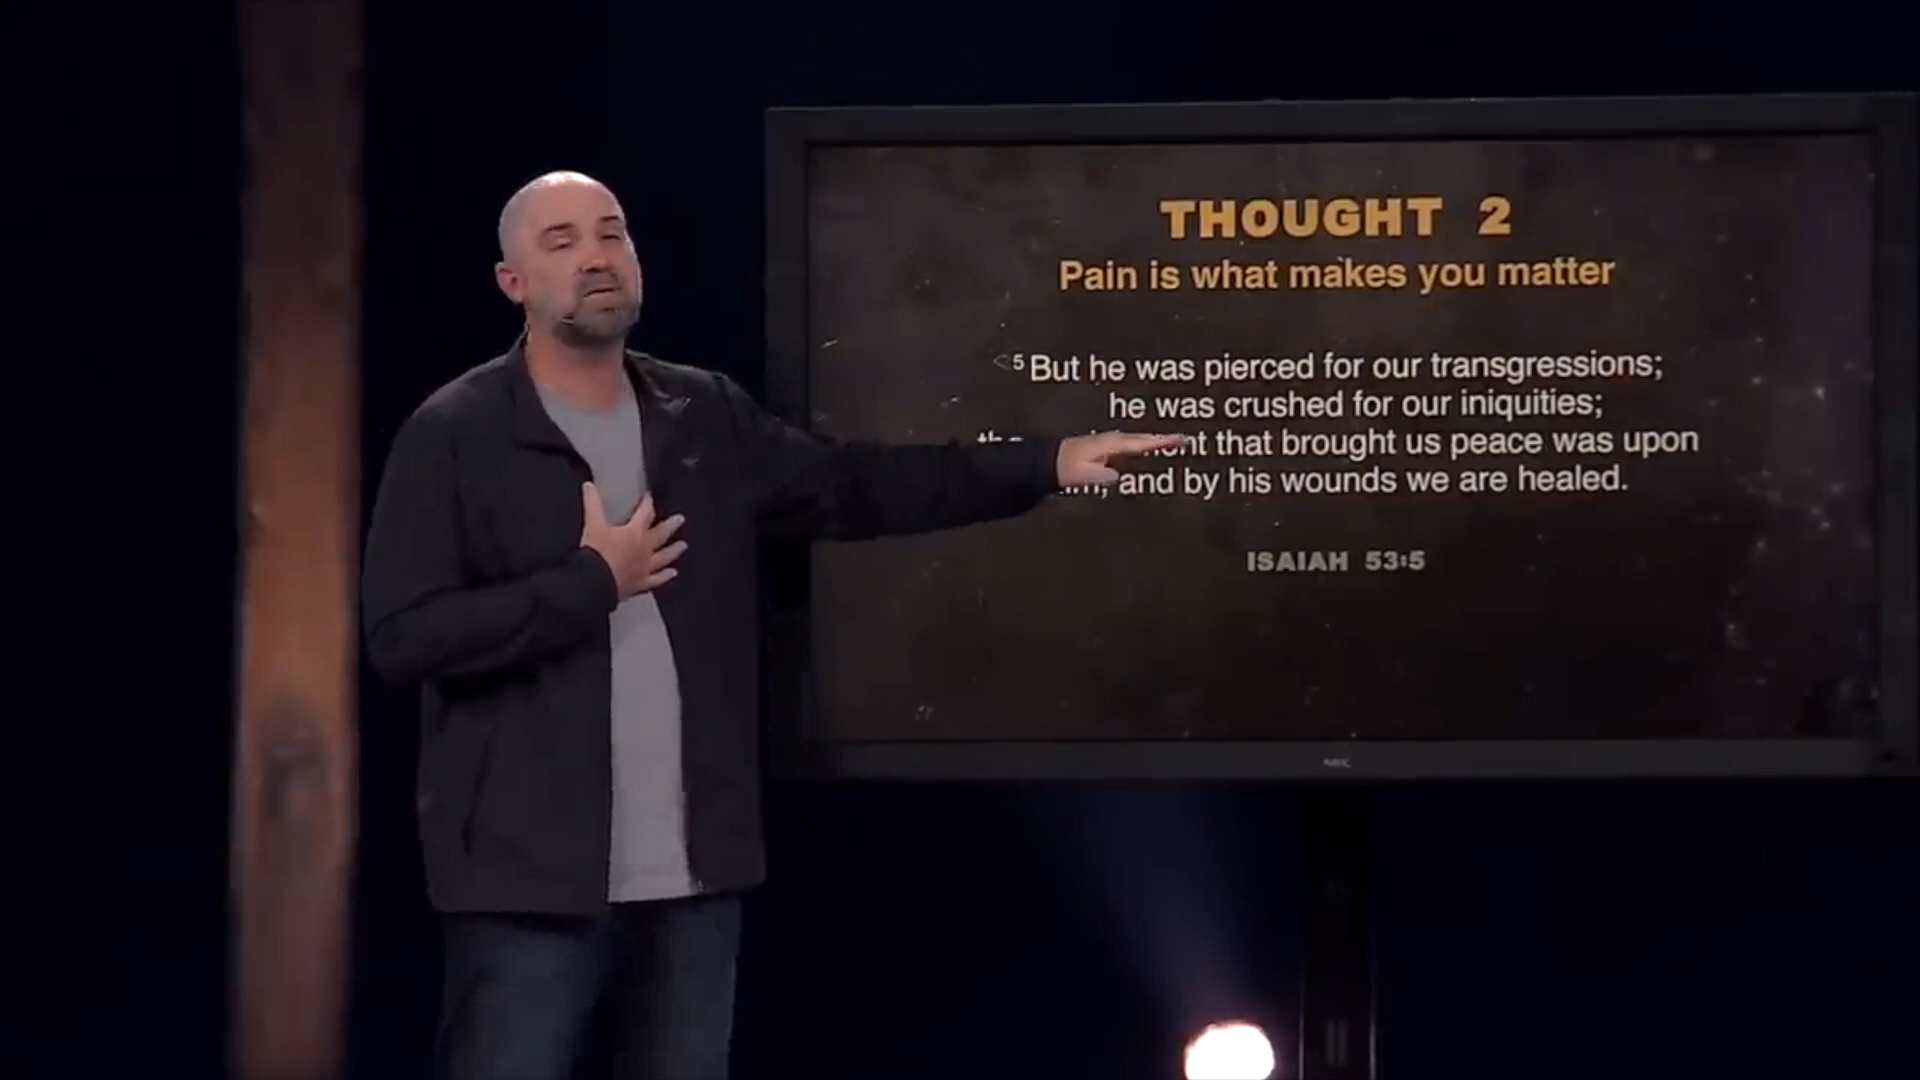 THOUGHT 2
Pain is what makes you matter
5 But he was pierced for our transgressions;
he was crushed for our iniquities;
that brought us peace was upon
and by his wounds we are healed.
ISAIAH 53:5
NEC